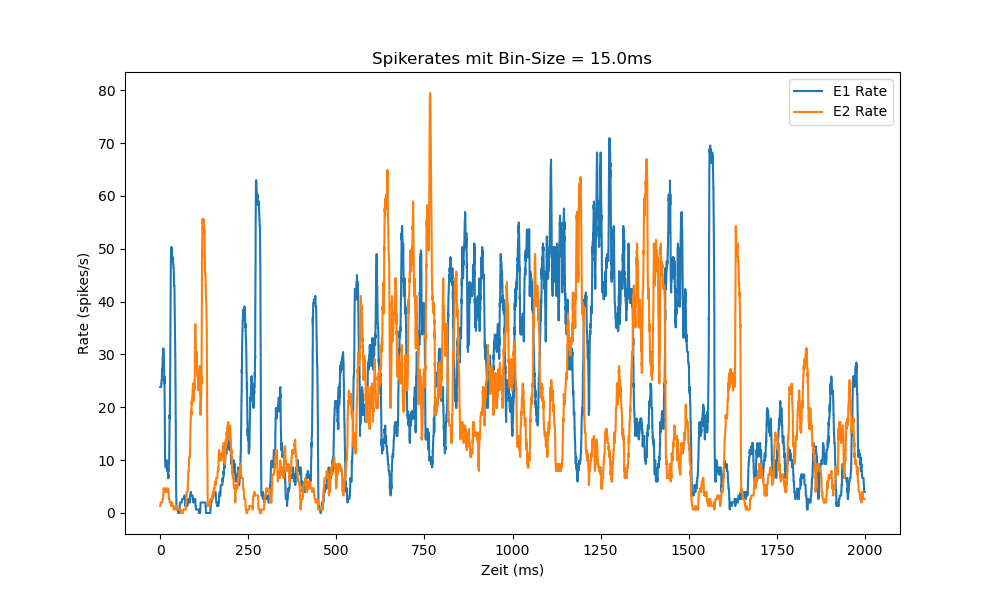 Spikerates mit Bin-Size = 15.0ms
E1 Rate
E2 Rate
80
70
60
50
40
30
20
10
0
Rate (spikes/s)
0 250 500 750 1000 1250 1500 1750 2000
Zeit (ms)